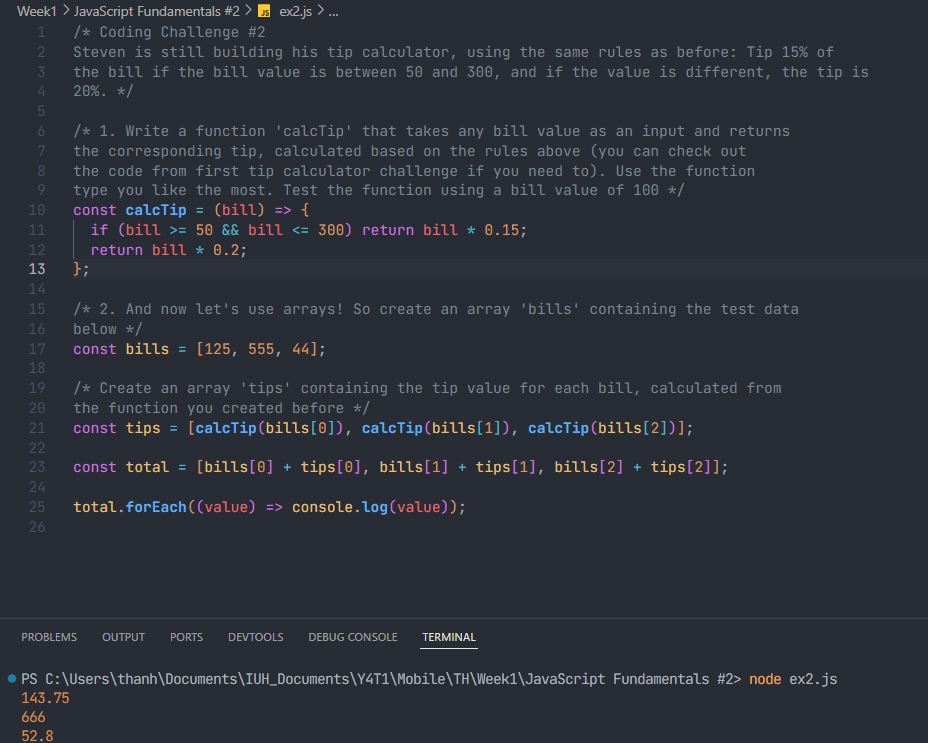 Week1 > JavaScript Fundamentals #2 > JS ex2.js > ...
1 /* Coding Challenge #2
2 Steven is still building his tip calculator, using the same rules as before: Tip 15% of
3 the bill if the bill value is between 50 and 300, and if the value is different, the tip is
4 20%. */
5
6 /* 1. Write a function 'calcTip' that takes any bill value as an input and returns
7 the corresponding tip, calculated based on the rules above (you can check out
8 the code from first tip calculator challenge if you need to). Use the function
9 type you like the most. Test the function using a bill value of 100 */
10 const calcTip = (bill) => {
11 if (bill >= 50 && bill <= 300) return bill * 0.15;
12 return bill * 0.2;
13 };
14
15 /* 2. And now let's use arrays! So create an array 'bills' containing the test data
16 below */
17 const bills = [125, 555, 44];
18
19 /* Create an array 'tips' containing the tip value for each bill, calculated from
20 the function you created before */
21 const tips = [calcTip(bills[0]), calcTip(bills[1]), calcTip(bills[2])];
22
23 const total = [bills[0] + tips[0], bills[1] + tips[1], bills[2] + tips[2]];
24
25 total.forEach((value) => console.log(value));
26
PROBLEMS OUTPUT PORTS DEVTOOLS DEBUG CONSOLE TERMINAL
PS C:\Users\thanh\Documents\IUH_Documents\Y4T1\Mobile\TH\Week1\JavaScript Fundamentals #2> node ex2.js
143.75
666
52.8